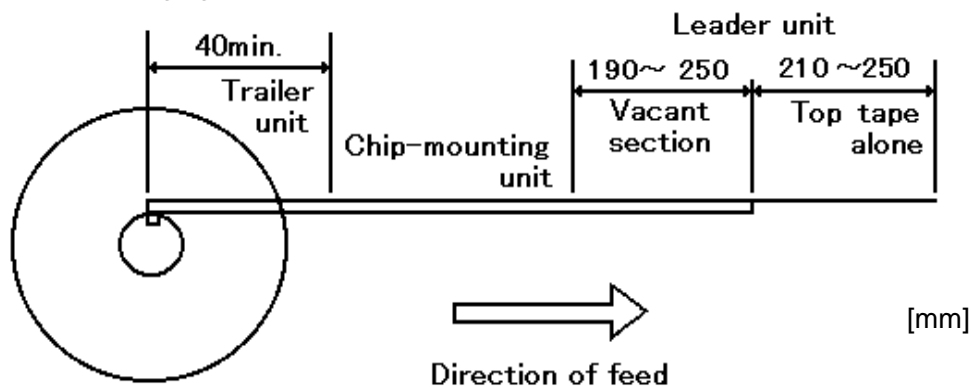 Leader unit
40min.
190～ 250
210 ～250
Trailer
unit
Vacant
section
Top tape
alone
Chip-mounting
unit
[mm]
Direction of feed